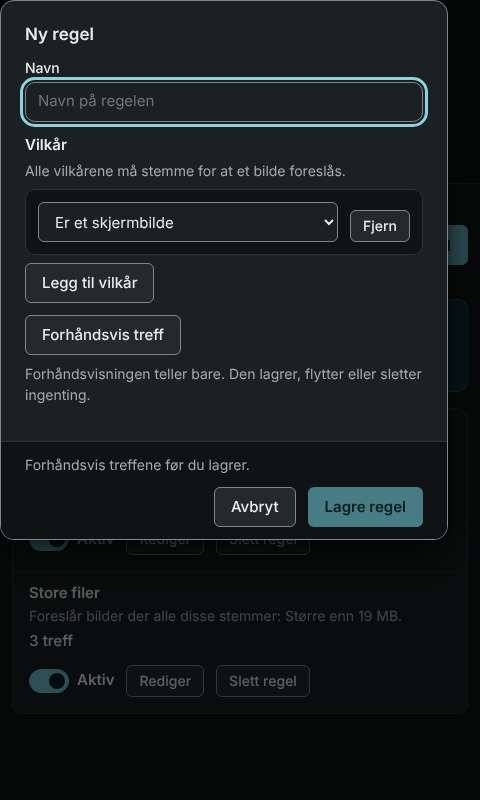 Ny regel
Navn
Navn på regelen
Vilkår
Alle vilkårene må stemme for at et bilde foreslås.
Er et skjermbilde
Fjern
Legg til vilkår
Forhåndsvis treff
Forhåndsvisningen teller bare. Den lagrer, flytter eller sletter
ingenting.
Forhåndsvis treffene før du lagrer.
Avbryt
Lagre regel
Aktiv
Rediger
Slett regel
Store filer
Foreslår bilder der alle disse stemmer: Større enn 19 MB.
3 treff
Aktiv
Rediger
Slett regel